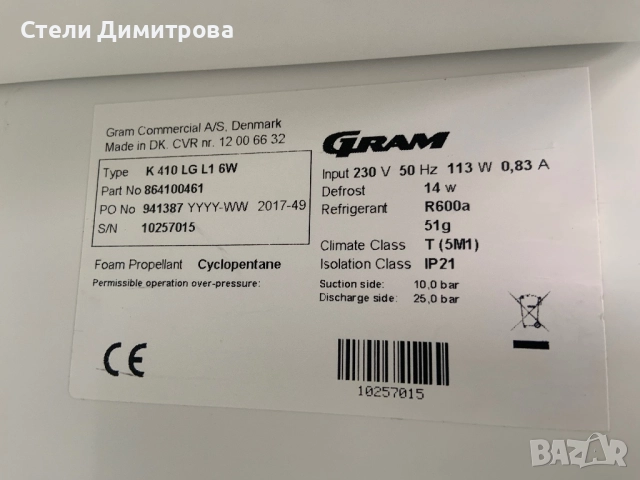 Стели Димитрова
Gram Commercial A/S, Denmark
Made in DK. CVR nr. 12 00 66 32
Type K 410 LG L1 6W
Part No 864100461
PO No 941387 YYYY-WW 2017-49
S/N 10257015
Foam Propellant Cyclopentane
Permissible operation over-pressure:
CE
GRAM
Input 230 V 50 Hz 113 W 0,83 A
Defrost 14 w
Refrigerant R600a
51g
Climate Class T (5M1)
Isolation Class IP21
Suction side: 10,0 bar
Discharge side: 25,0 bar
10257015
BAZAR